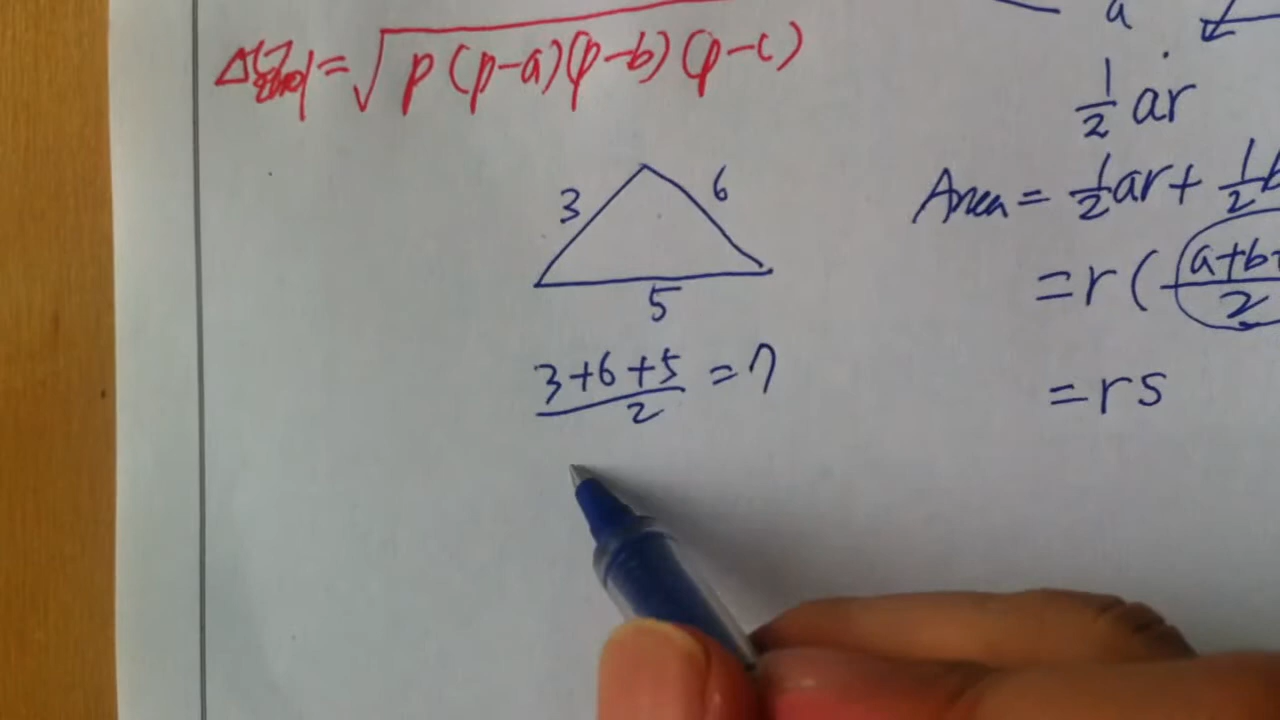 =√p(p-a)(p-b)(p-c)
3
6
5
3+6+5/2 =7
a
1/2 ar
Area = 1/2 ar + 1/2 b
=r(a+b+/2
=rs